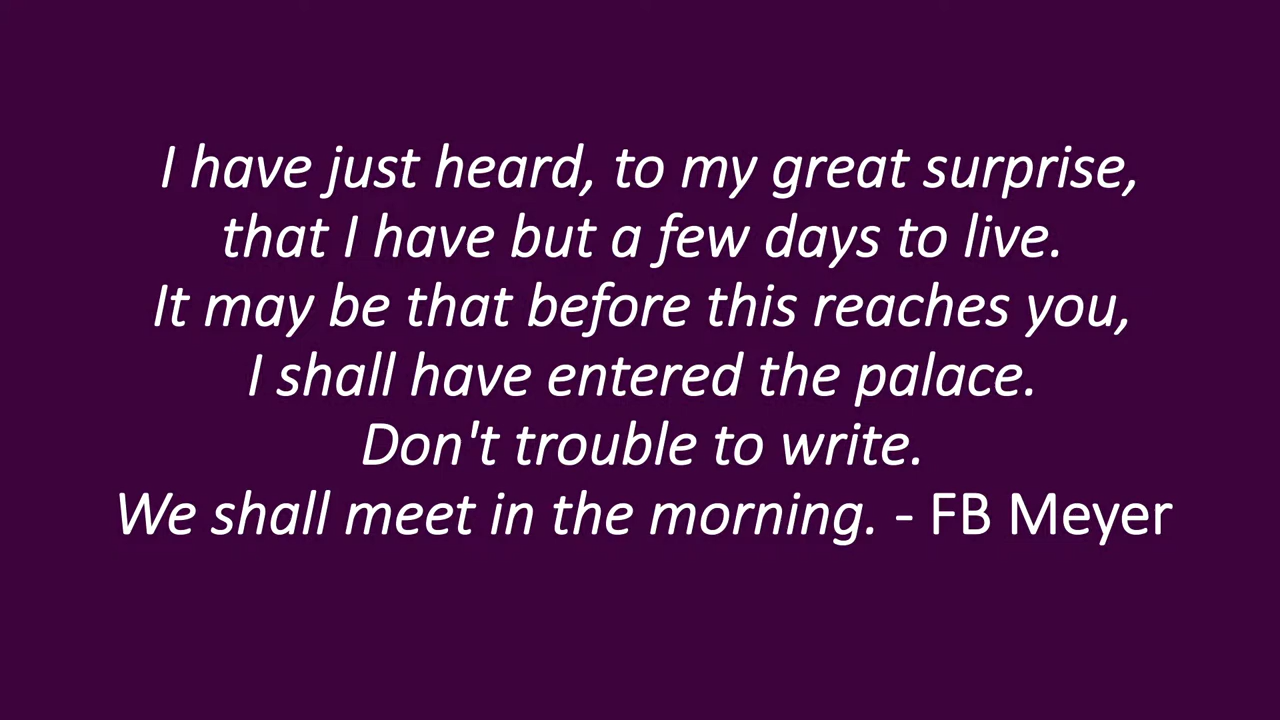 I have just heard, to my great surprise,
that I have but a few days to live.
It may be that before this reaches you,
I shall have entered the palace.
Don't trouble to write.
We shall meet in the morning. - FB Meyer